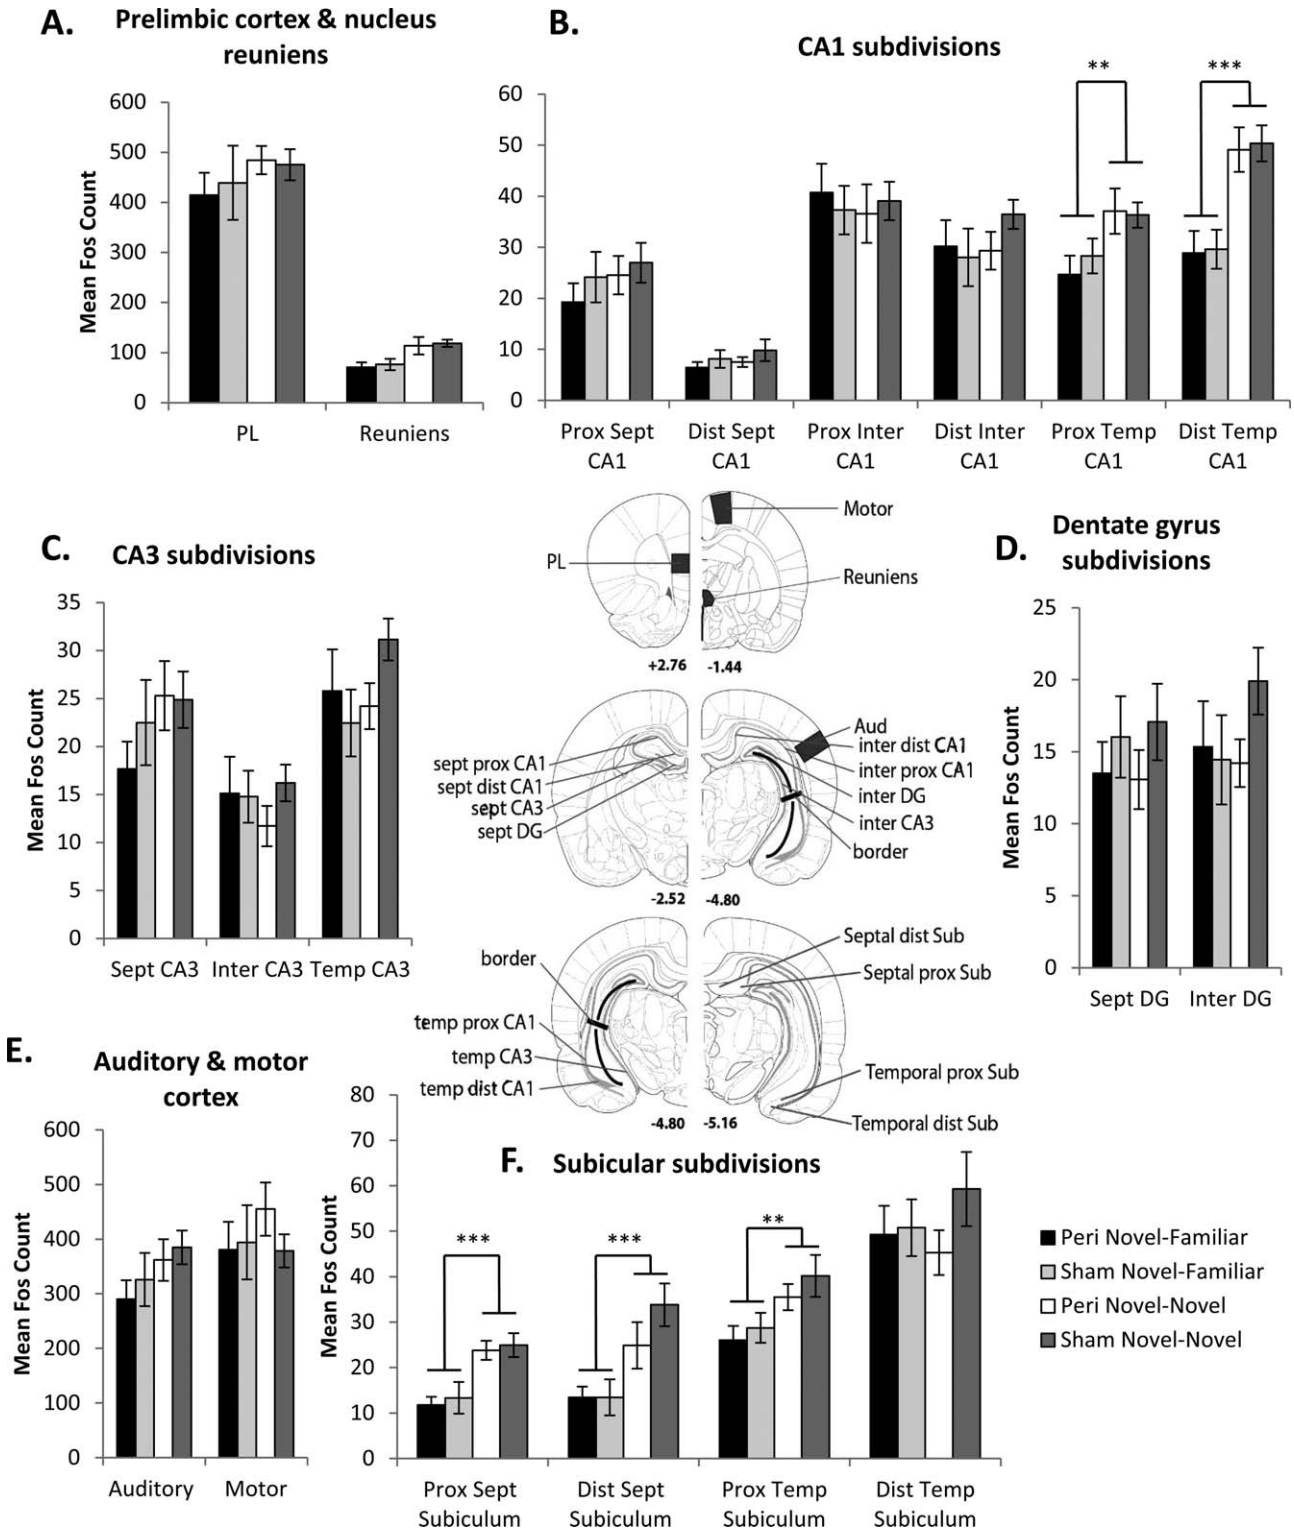 A.
Prelimbic cortex & nucleus
reuniens
Mean Fos Count
600
500
400
300
200
100
0
PL
Reuniens
B.
CA1 subdivisions
60
50
40
30
20
10
0
Mean Fos Count
**
***
Prox Sept
CA1
Dist Sept
CA1
Prox Inter
CA1
Dist Inter
CA1
Prox Temp
CA1
Dist Temp
CA1
C.
CA3 subdivisions
Mean Fos Count
35
30
25
20
15
10
5
0
Sept CA3
Inter CA3
Temp CA3
PL
Motor
Reuniens
+2.76
-1.44
sept prox CA1
sept dist CA1
sept CA3
sept DG
Aud
inter dist CA1
inter prox CA1
inter DG
inter CA3
border
-2.52
-4.80
border
temp prox CA1
temp CA3
temp dist CA1
Septal dist Sub
Septal prox Sub
Temporal prox Sub
Temporal dist Sub
-4.80
-5.16
D.
Dentate gyrus
subdivisions
Mean Fos Count
25
20
15
10
5
0
Sept DG
Inter DG
E.
Auditory & motor
cortex
Mean Fos Count
600
500
400
300
200
100
0
Auditory
Motor
F.
Subicular subdivisions
Mean Fos Count
80
70
60
50
40
30
20
10
0
***
***
**
Prox Sept
Subiculum
Dist Sept
Subiculum
Prox Temp
Subiculum
Dist Temp
Subiculum
Peri Novel-Familiar
Sham Novel-Familiar
Peri Novel-Novel
Sham Novel-Novel